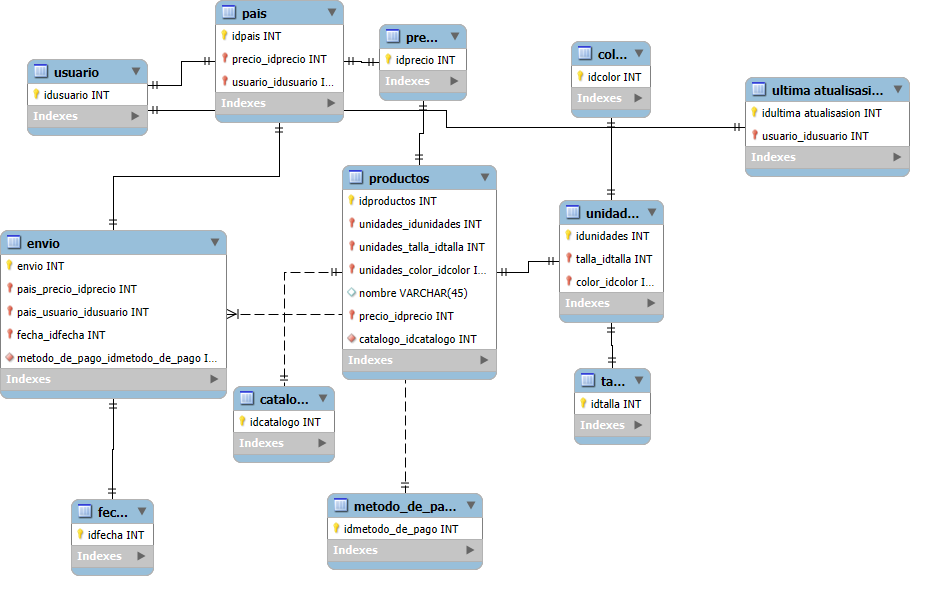 pais
idpais INT
precio_idprecio INT
usuario_idusuario I...
Indexes
pre...
idprecio INT
Indexes
usuario
idusuario INT
Indexes
col...
idcolor INT
Indexes
ultima atualisasi...
idultima atualisasion INT
usuario_idusuario INT
Indexes
productos
idproductos INT
unidades_idunidades INT
unidades_talla_idtalla INT
unidades_color_idcolor I...
nombre VARCHAR(45)
precio_idprecio INT
catalogo_idcatalogo INT
Indexes
unidad...
idunidades INT
talla_idtalla INT
color_idcolor I...
Indexes
envio
envio INT
pais_precio_idprecio INT
pais_usuario_idusuario INT
fecha_idfecha INT
metodo_de_pago_idmetodo_de_pago I...
Indexes
catalo...
idcatalogo INT
Indexes
ta...
idtalla INT
Indexes
fec...
idfecha INT
Indexes
metodo_de_pa...
idmetodo_de_pago INT
Indexes